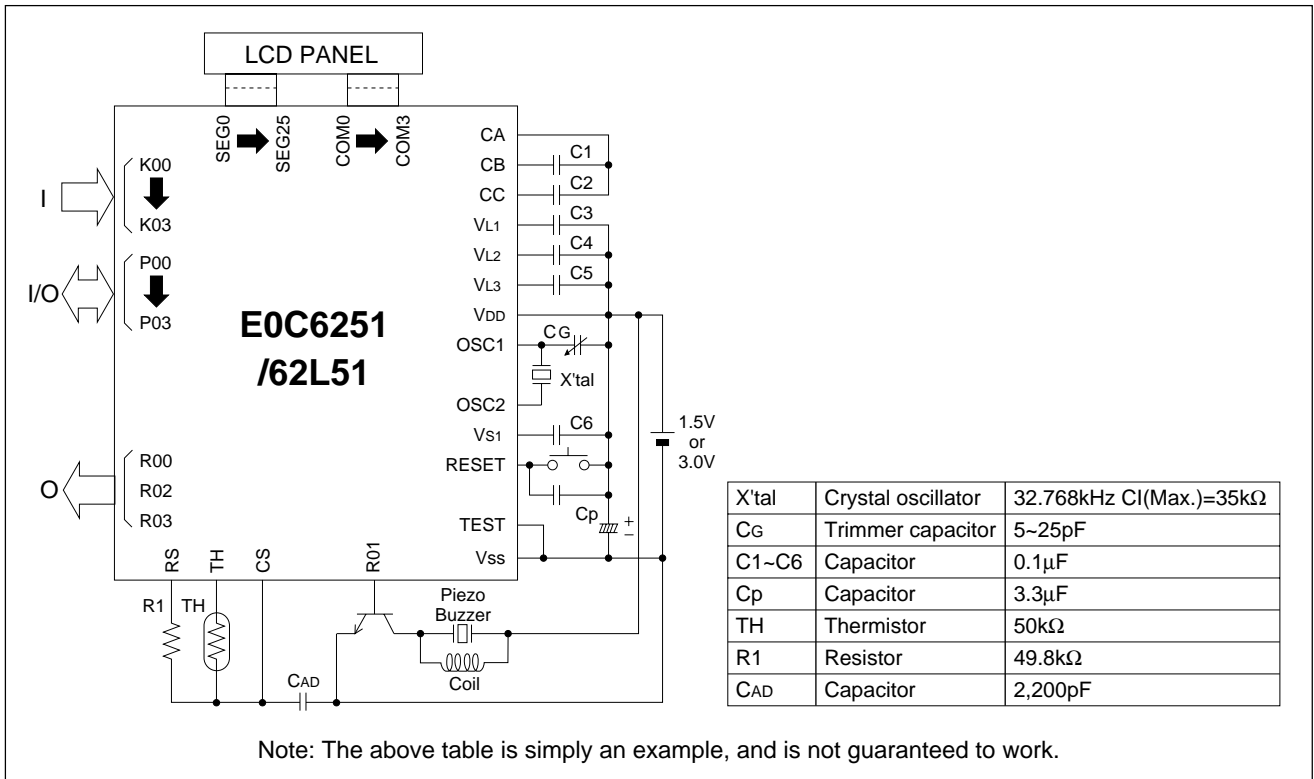 LCD PANEL
SEG0
SEG25
COM0
COM3
I
K00
K03
I/O
P00
P03
E0C6251
/62L51
O
R00
R02
R03
CA
CB
CC
VL1
VL2
VL3
VDD
OSC1
OSC2
VS1
RESET
TEST
Vss
C1
C2
C3
C4
C5
CG
X'tal
C6
Cp
+
–
1.5V
or
3.0V
RS
TH
CS
R01
R1
TH
CAD
Piezo
Buzzer
Coil
X'tal Crystal oscillator 32.768kHz CI(Max.)=35kΩ
CG Trimmer capacitor 5~25pF
C1~C6 Capacitor 0.1µF
Cp Capacitor 3.3µF
TH Thermistor 50kΩ
R1 Resistor 49.8kΩ
CAD Capacitor 2,200pF
Note: The above table is simply an example, and is not guaranteed to work.